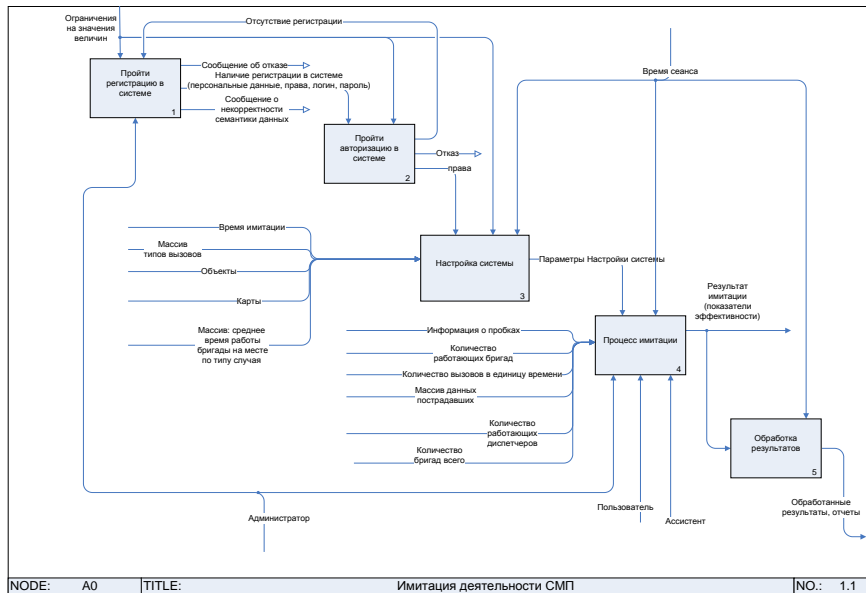 Ограничения
на значения
величин
Отсутствие регистрации
Пройти
регистрацию в
системе
1
Сообщение об отказе
Наличие регистрации в системе
(персональные данные, права, логин, пароль)
Сообщение о
некорректности
семантики данных
Время сеанса
Пройти
авторизацию в
системе
2
Отказ
права
Время имитации
Массив
типов вызовов
Объекты
Карты
Массив: среднее
время работы
бригады на месте
по типу случая
Настройка системы
3
Параметры Настройки системы
Информация о пробках
Количество
работающих бригад
Количество вызовов в единицу времени
Массив данных
пострадавших
Количество
работающих
диспетчеров
Количество
бригад всего
Процесс имитации
4
Результат
имитации
(показатели
эффективности)
Обработка
результатов
5
Администратор
Пользователь
Ассистент
Обработанные
результаты, отчеты
NODE: A0 TITLE: Имитация деятельности СМП NO.: 1.1